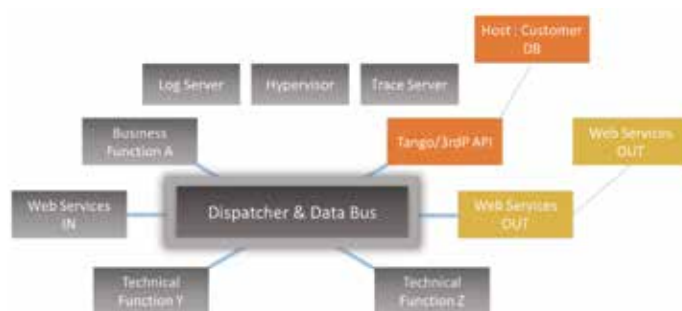 Host : Customer
DB
Log Server
Hypervisor
Trace Server
Business
Function A
Tango/3rdP API
Web Services
OUT
Web Services
IN
Dispatcher & Data Bus
Web Services
OUT
Technical
Function Y
Technical
Function Z